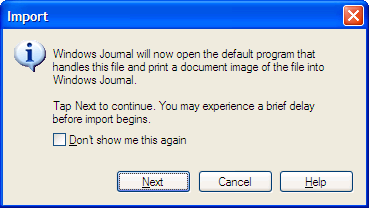 Import
Windows Journal will now open the default program that
handles this file and print a document image of the file into
Windows Journal.
Tap Next to continue. You may experience a brief delay
before import begins.
Don't show me this again
Next
Cancel
Help